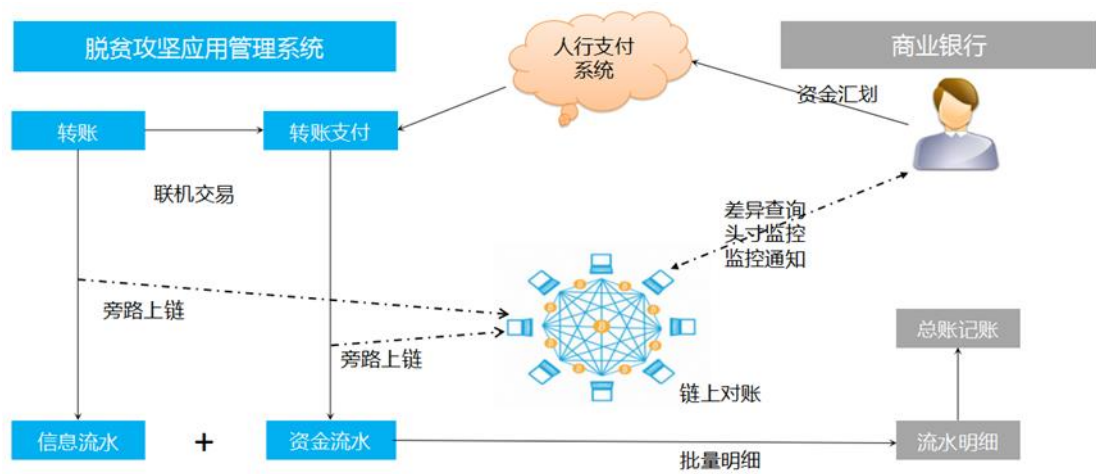 脱贫攻坚应用管理系统
人行支付
系统
商业银行
资金汇划
转账
转账支付
联机交易
差异查询
头寸监控
监控通知
旁路上链
旁路上链
链上对账
总账记账
信息流水
+
资金流水
流水明细
批量明细